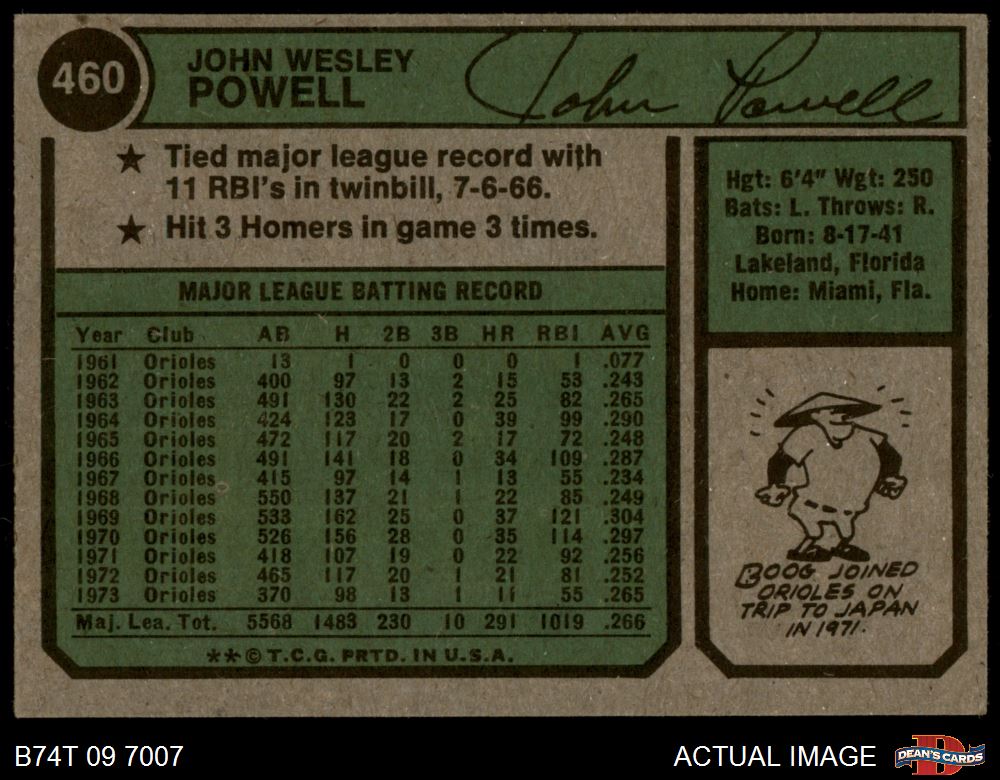 460
JOHN WESLEY
POWELL
John Powell
★ Tied major league record with
11 RBI's in twinbill, 7-6-66.
★ Hit 3 Homers in game 3 times.
Hgt: 6'4" Wgt: 250
Bats: L. Throws: R.
Born: 8-17-41
Lakeland, Florida
Home: Miami, Fla.
MAJOR LEAGUE BATTING RECORD
Year Club AB H 2B 3B HR RBI AVG
1961 Orioles 13 1 0 0 0 1 .077
1962 Orioles 400 97 13 2 15 53 .243
1963 Orioles 491 130 22 2 25 82 .265
1964 Orioles 424 123 17 0 39 99 .290
1965 Orioles 472 117 20 2 17 72 .248
1966 Orioles 491 141 18 0 34 109 .287
1967 Orioles 415 97 14 1 13 55 .234
1968 Orioles 550 137 21 1 22 85 .249
1969 Orioles 533 162 25 0 37 121 .304
1970 Orioles 526 156 28 0 35 114 .297
1971 Orioles 418 107 19 0 22 92 .256
1972 Orioles 465 117 20 1 21 81 .252
1973 Orioles 370 98 13 1 11 55 .265
Maj. Lea. Tot. 5568 1483 230 10 291 1019 .266
**© T.C.G. PRTD. IN U.S.A.
BOOG JOINED
ORIOLES ON
TRIP TO JAPAN
IN 1971.
B74T 09 7007
ACTUAL IMAGE
DEAN'S CARDS